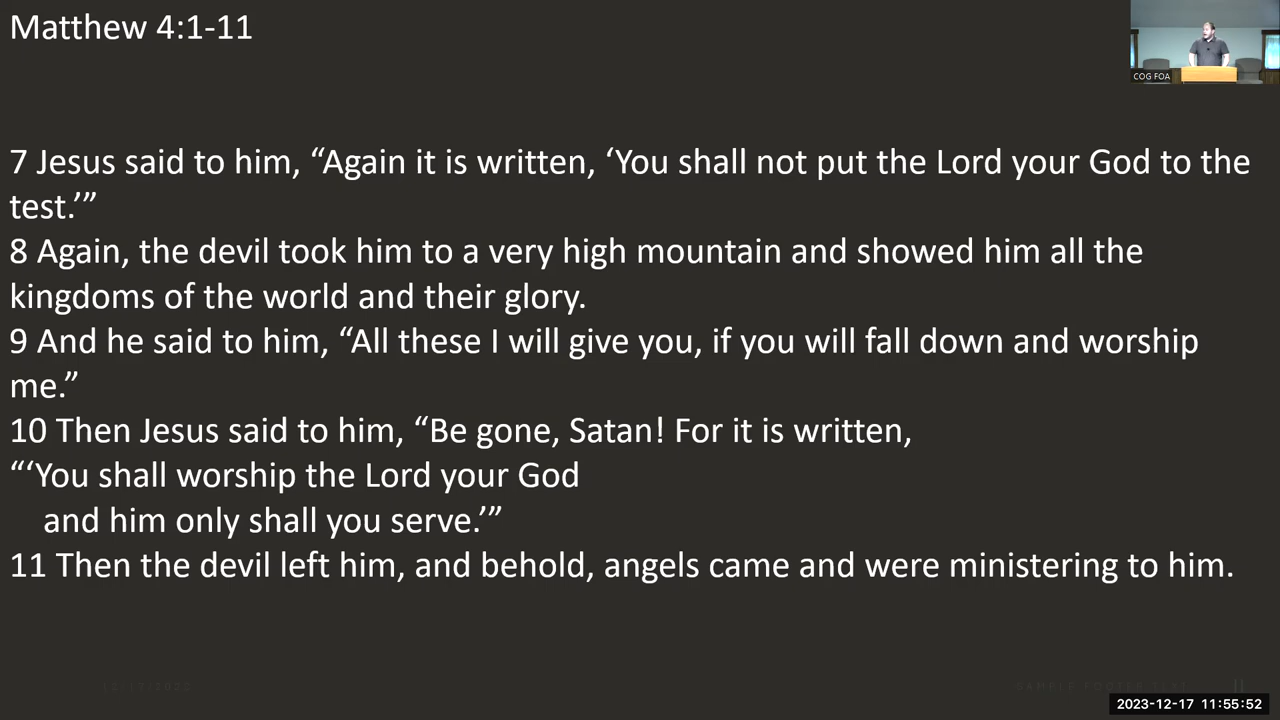 Matthew 4:1-11
COG FOA
7 Jesus said to him, “Again it is written, ‘You shall not put the Lord your God to the
test.’”
8 Again, the devil took him to a very high mountain and showed him all the
kingdoms of the world and their glory.
9 And he said to him, “All these I will give you, if you will fall down and worship
me.”
10 Then Jesus said to him, “Be gone, Satan! For it is written,
“‘You shall worship the Lord your God
and him only shall you serve.’”
11 Then the devil left him, and behold, angels came and were ministering to him.
SAMPLE FOOTER TEXT
2023-12-17 11:55:52